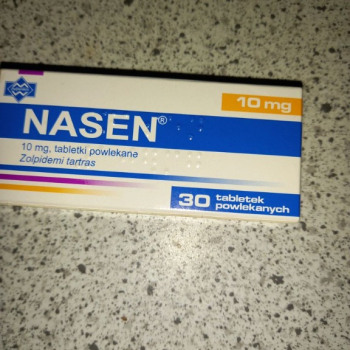 10 mg
NASEN®
10 mg, tabletki powlekane
Zolpidemi tartras
30 tabletek
powlekanych